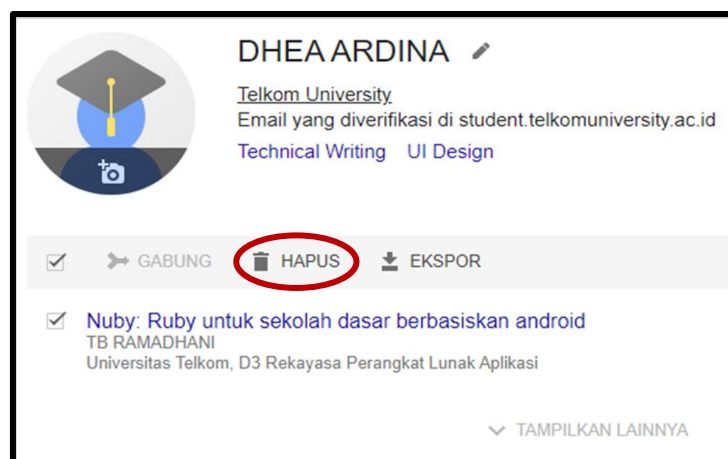 DHEA ARDINA
Telkom University
Email yang diverifikasi di student.telkomuniversity.ac.id
Technical Writing UI Design
GABUNG HAPUS EKSPOR
Nuby: Ruby untuk sekolah dasar berbasiskan android
TB RAMADHANI
Universitas Telkom, D3 Rekayasa Perangkat Lunak Aplikasi
TAMPILKAN LAINNYA